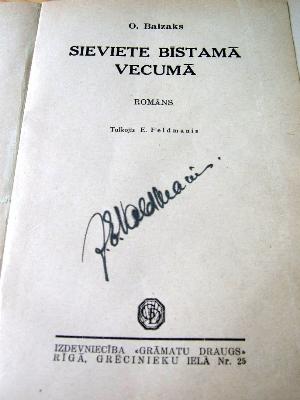 O. Balzaks
SIEVIETE BĪSTAMĀ
VECUMĀ
ROMĀNS
Tulkojis E. Feldmanis
IZDEVNIECĪBA «GRĀMATU DRAUGS»
RĪGĀ, GRĒCINIEKU IELĀ Nr. 25